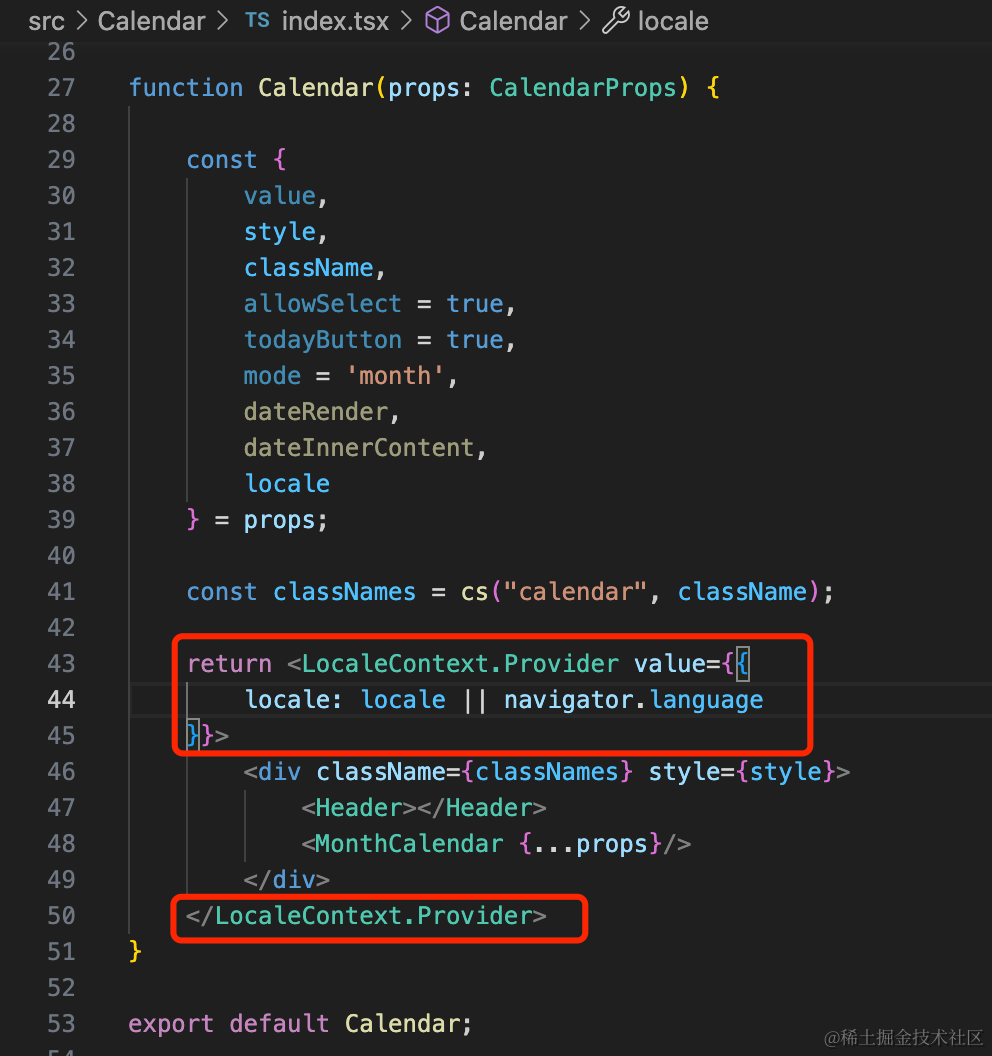 src > Calendar > TS index.tsx > Calendar > locale
26
27 function Calendar(props: CalendarProps) {
28
29     const {
30         value,
31         style,
32         className,
33         allowSelect = true,
34         todayButton = true,
35         mode = 'month',
36         dateRender,
37         dateInnerContent,
38         locale
39     } = props;
40
41     const classNames = cs("calendar", className);
42
43     return <LocaleContext.Provider value={{
44         locale: locale || navigator.language
45     }}>
46         <div className={classNames} style={style}>
47             <Header></Header>
48             <MonthCalendar {...props}/>
49         </div>
50     </LocaleContext.Provider>
51 }
52
53 export default Calendar;
54
@稀土掘金技术社区